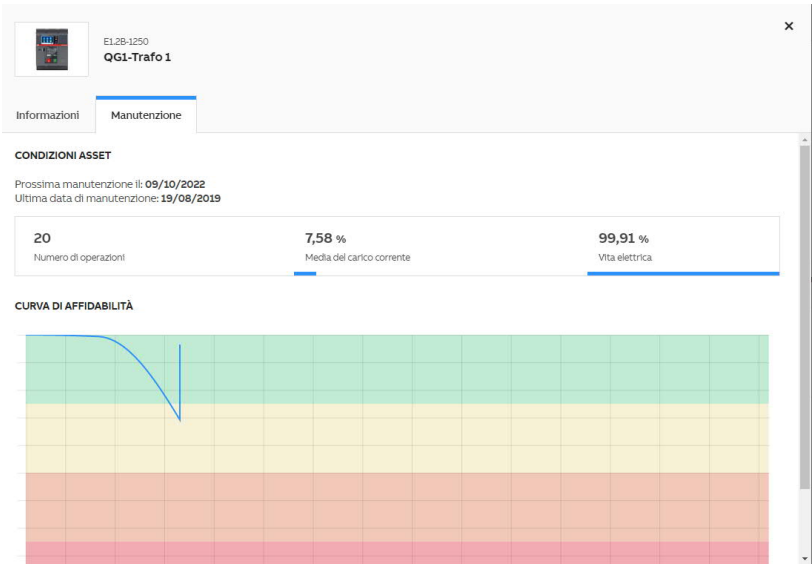 E1.2B-1250
QG1-Trafo 1
Informazioni
Manutenzione
CONDIZIONI ASSET
Prossima manutenzione il: 09/10/2022
Ultima data di manutenzione: 19/08/2019
20
Numero di operazioni
7,58 %
Media del carico corrente
99,91 %
Vita elettrica
CURVA DI AFFIDABILITÀ